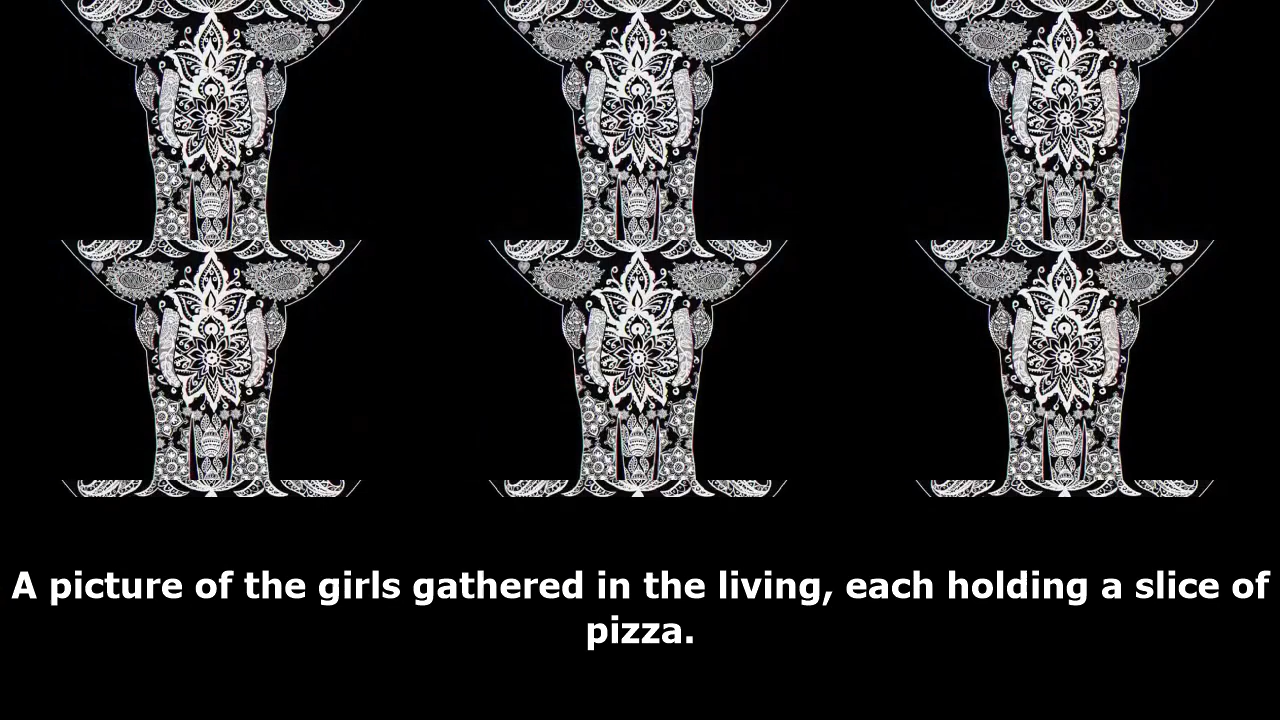 A picture of the girls gathered in the living, each holding a slice of
pizza.